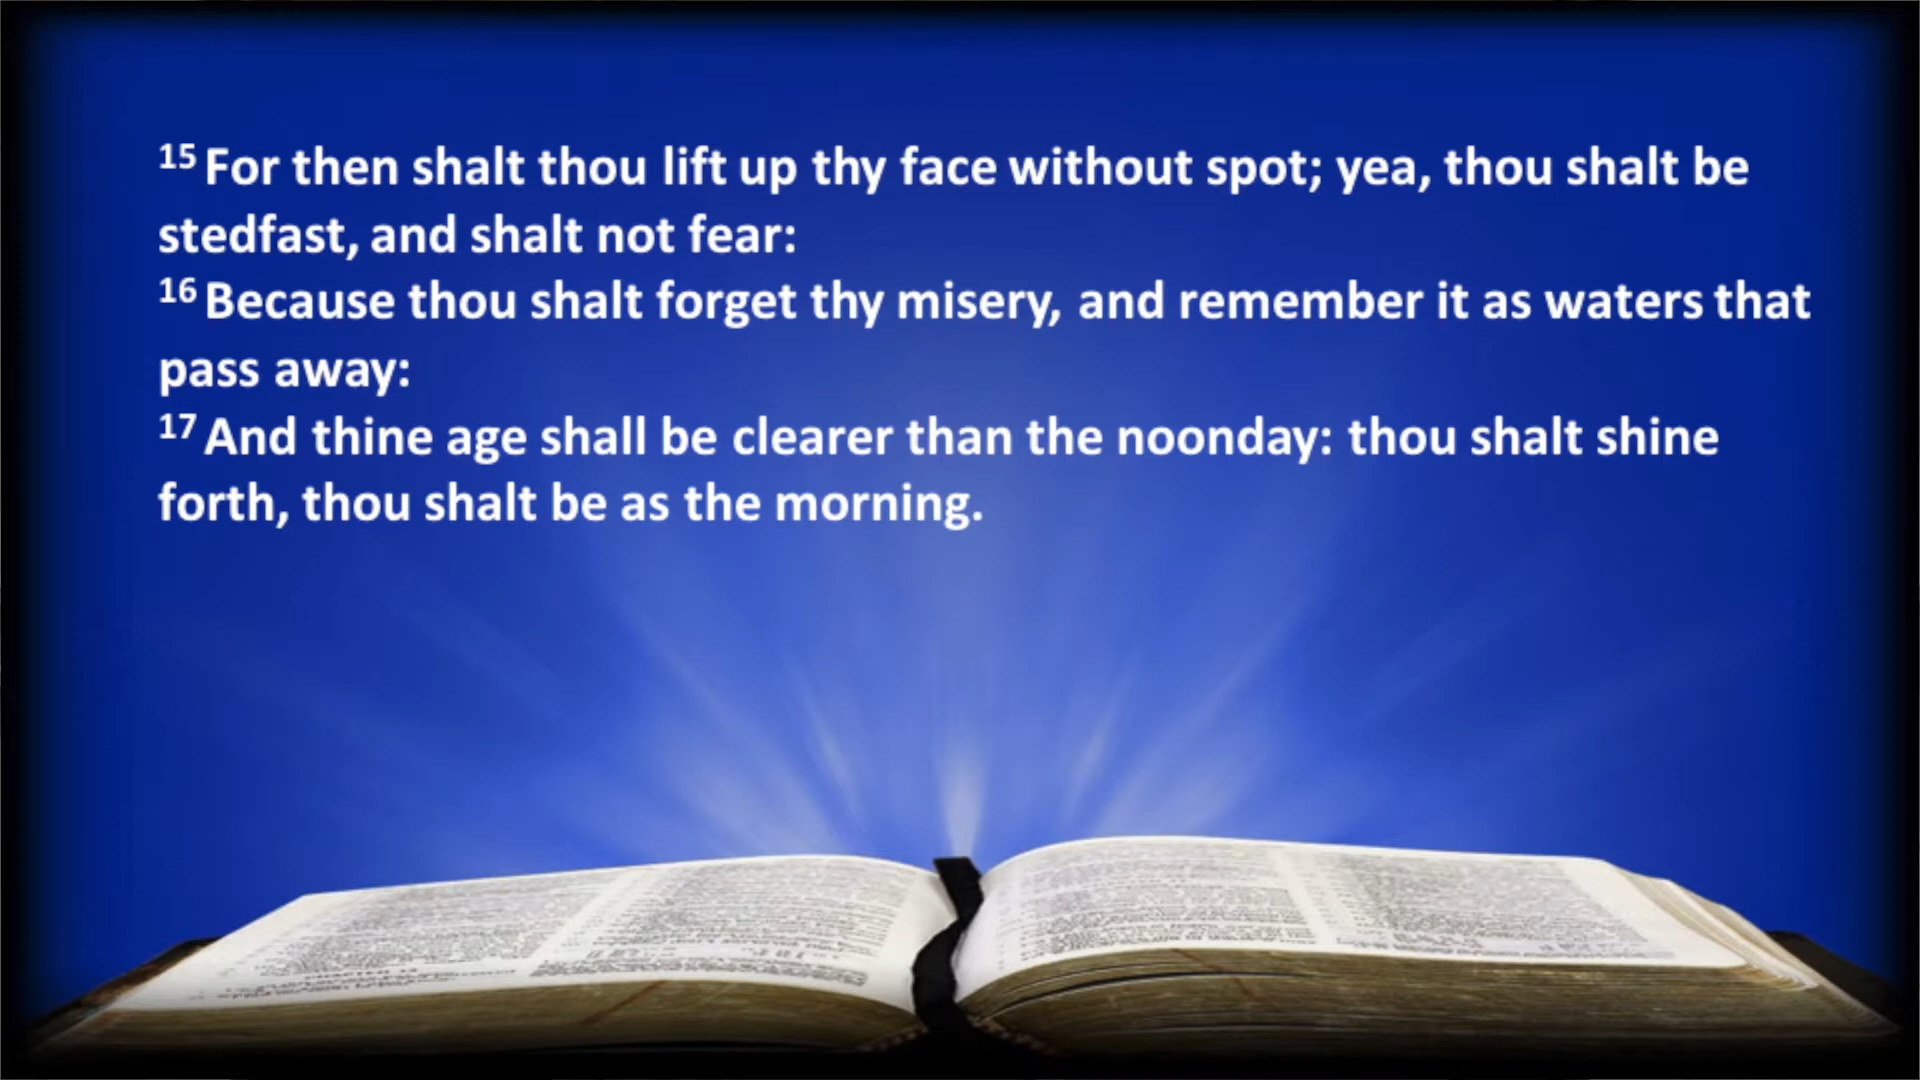 15 For then shalt thou lift up thy face without spot; yea, thou shalt be
stedfast, and shalt not fear:
16 Because thou shalt forget thy misery, and remember it as waters that
pass away:
17 And thine age shall be clearer than the noonday: thou shalt shine
forth, thou shalt be as the morning.